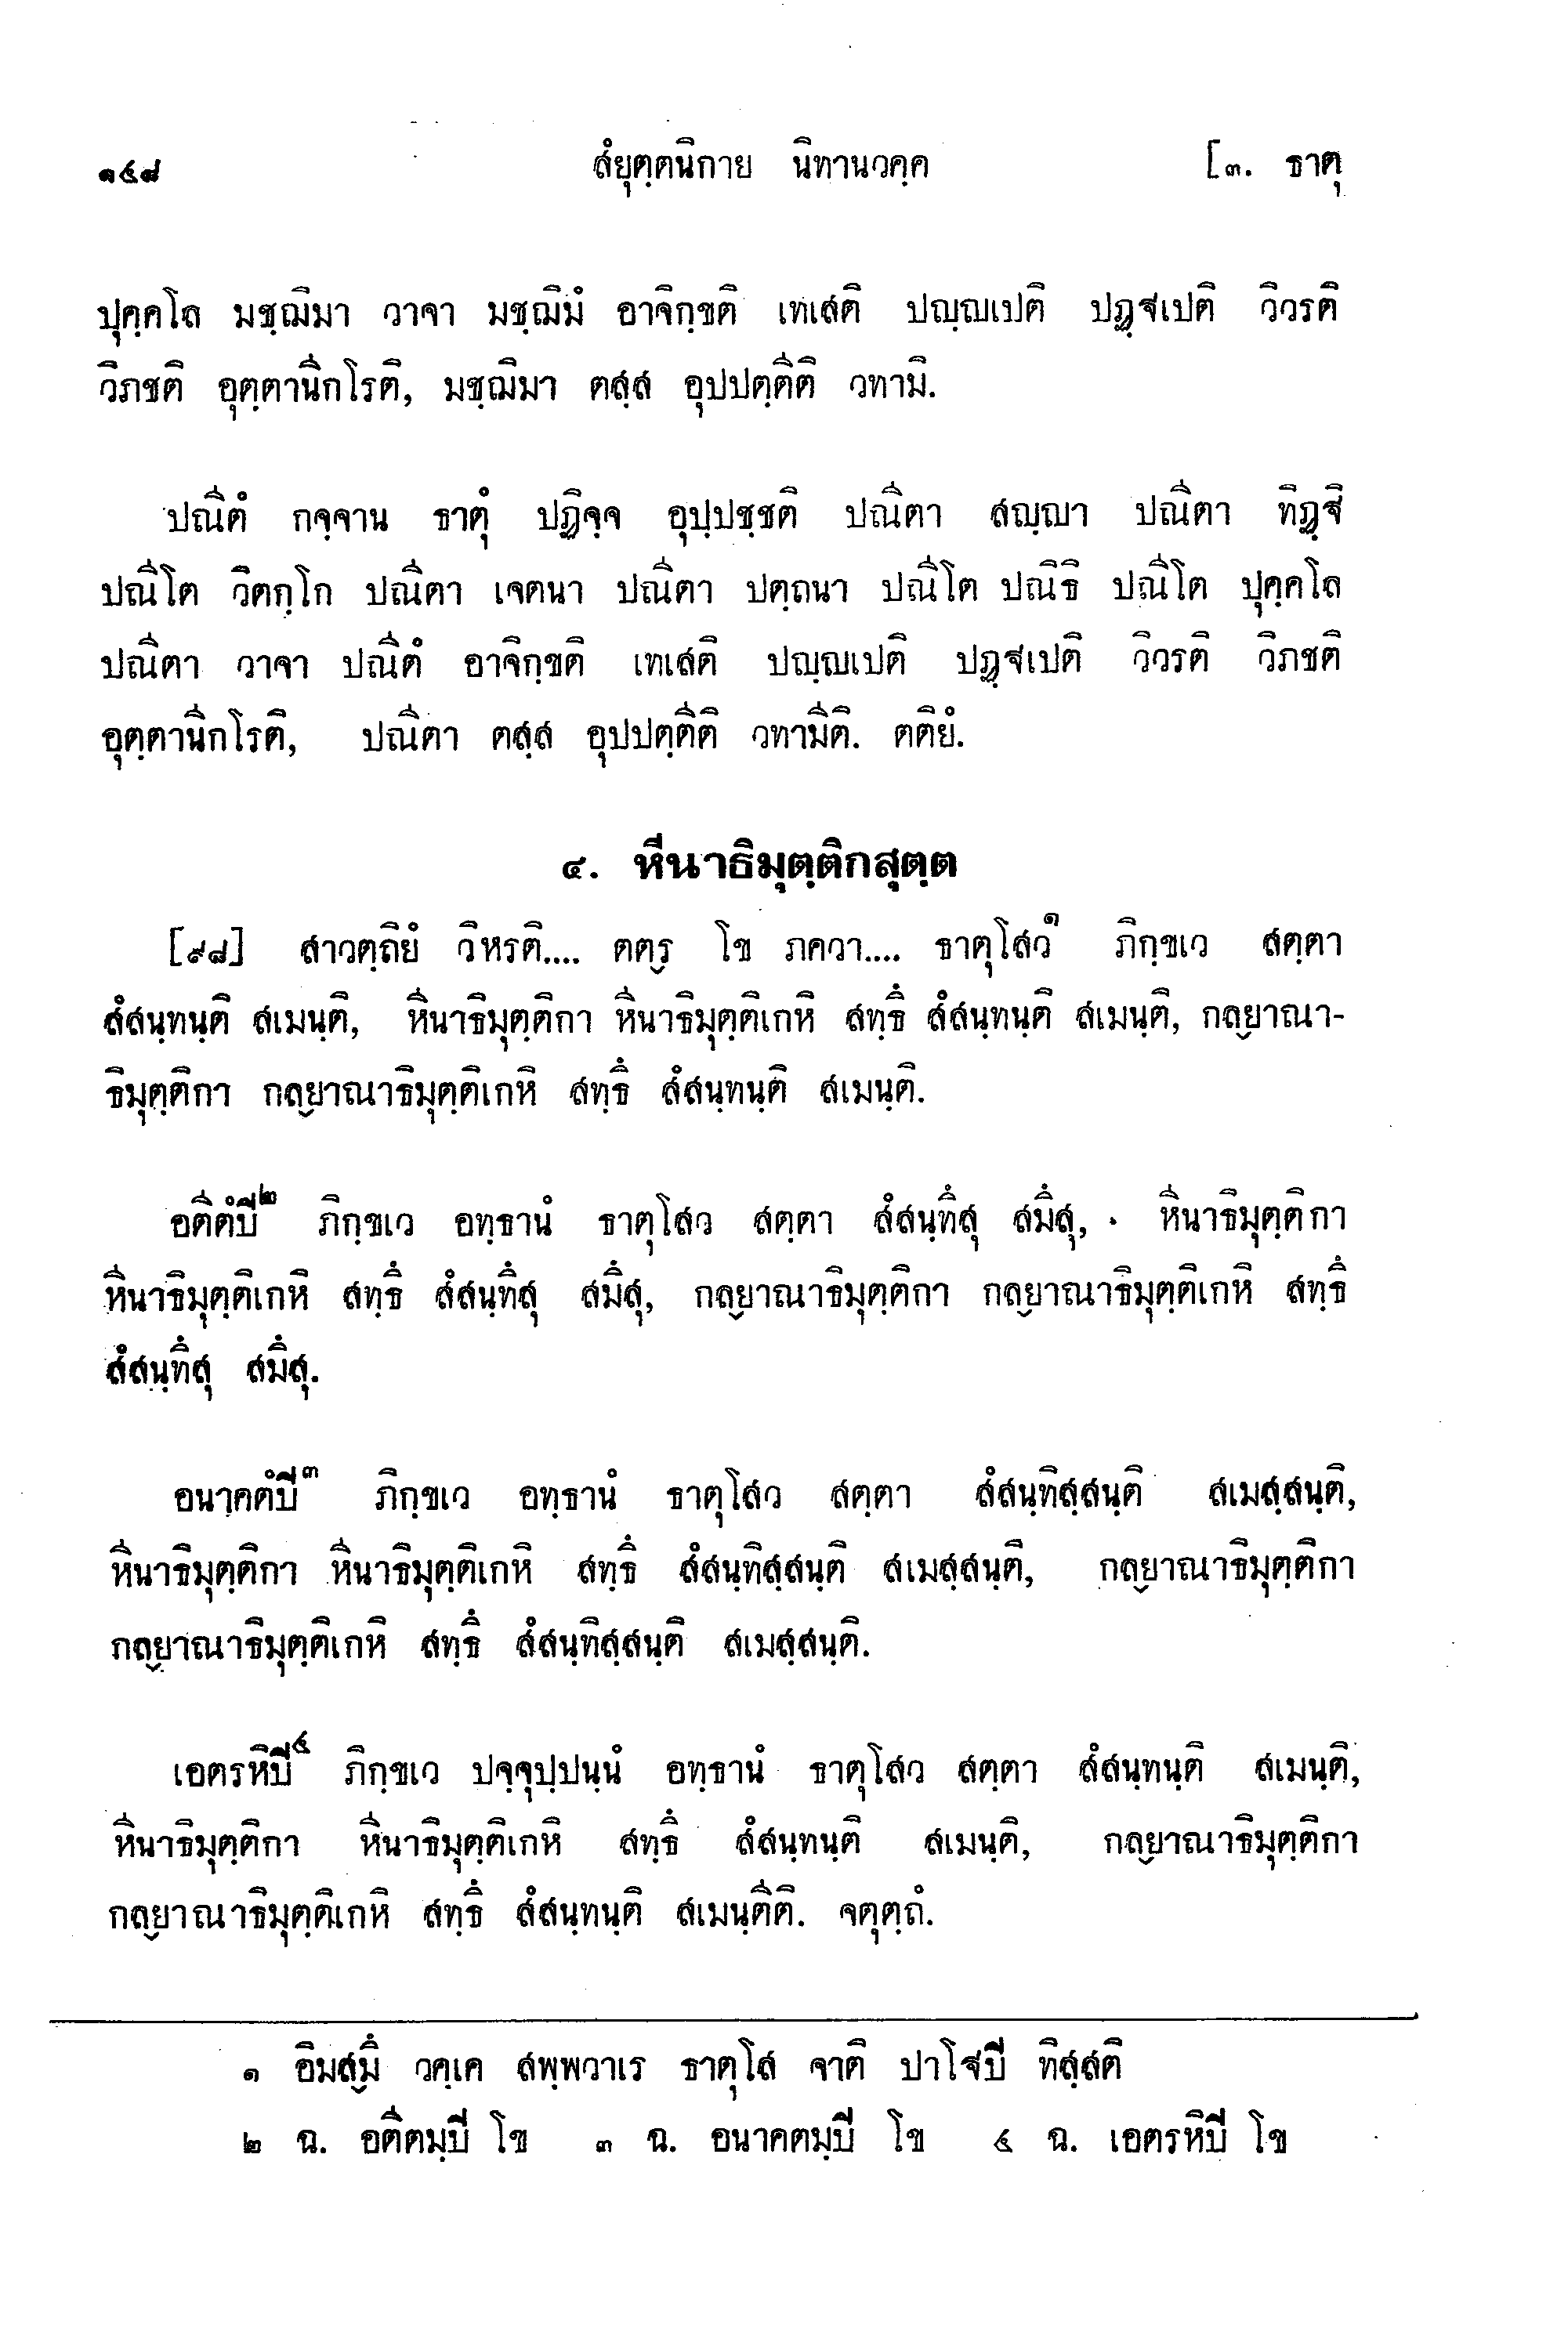 ๑๔๘ สํยุตฺตนิกาย นิทานวคฺค [๓. ธาตุ
ปุคฺคโล มชฺฌิมา วาจา มชฺฌิมํ อาจิกฺขติ เทเสติ ปญฺญเปติ ปฏฺฐเปติ วิวรติ
วิภชติ อุตฺตานีกโรติ, มชฺฌิมา ตสฺส อุปปตฺตีติ วทามิ.
ปณีตํ กจฺจาน ธาตุํ ปฏิจฺจ อุปฺปชฺชติ ปณีตา สญฺญา ปณีตา ทิฏฺฐิ
ปณีโต วิตกฺโก ปณีตา เจตนา ปณีตา ปตฺถนา ปณีโต ปณิธิ ปณีโต ปุคฺคโล
ปณีตา วาจา ปณีตํ อาจิกฺขติ เทเสติ ปญฺญเปติ ปฏฺฐเปติ วิวรติ วิภชติ
อุตฺตานีกโรติ, ปณีตา ตสฺส อุปปตฺตีติ วทามีติ. ตติยํ.
๔. หีนาธิมุตฺติกสุตฺต
[๙๘] สาวตฺถิยํ วิหรติ.... ตตฺร โข ภควา.... ธาตุโสว๑ ภิกฺขเว สตฺตา
สํสนฺทนฺติ สเมนฺติ, หีนาธิมุตฺติกา หีนาธิมุตฺติเกหิ สทฺธึ สํสนฺทนฺติ สเมนฺติ, กลฺยาณา-
ธิมุตฺติกา กลฺยาณาธิมุตฺติเกหิ สทฺธึ สํสนฺทนฺติ สเมนฺติ.
อตีตํปิ๒ ภิกฺขเว อทฺธานํ ธาตุโสว สตฺตา สํสนฺทึสุ สมึสุ, หีนาธิมุตฺติกา
หีนาธิมุตฺติเกหิ สทฺธึ สํสนฺทึสุ สมึสุ, กลฺยาณาธิมุตฺติกา กลฺยาณาธิมุตฺติเกหิ สทฺธึ
สํสนฺทึสุ สมึสุ.
อนาคตํปิ๓ ภิกฺขเว อทฺธานํ ธาตุโสว สตฺตา สํสนฺทิสฺสนฺติ สเมสฺสนฺติ,
หีนาธิมุตฺติกา หีนาธิมุตฺติเกหิ สทฺธึ สํสนฺทิสฺสนฺติ สเมสฺสนฺติ, กลฺยาณาธิมุตฺติกา
กลฺยาณาธิมุตฺติเกหิ สทฺธึ สํสนฺทิสฺสนฺติ สเมสฺสนฺติ.
เอตรหิปิ๔ ภิกฺขเว ปจฺจุปฺปนฺนํ อทฺธานํ ธาตุโสว สตฺตา สํสนฺทนฺติ สเมนฺติ,
หีนาธิมุตฺติกา หีนาธิมุตฺติเกหิ สทฺธึ สํสนฺทนฺติ สเมนฺติ, กลฺยาณาธิมุตฺติกา
กลฺยาณาธิมุตฺติเกหิ สทฺธึ สํสนฺทนฺติ สเมนฺตีติ. จตุตฺถํ.
๑ อิมสฺมึ วคฺเค สพฺพวาเร ธาตุโส จาติ ปาโฐปิ ทิสฺสติ
๒ ฉ. อตีตมฺปิ โข ๓ ฉ. อนาคตมฺปิ โข ๔ ฉ. เอตรหิปิ โข